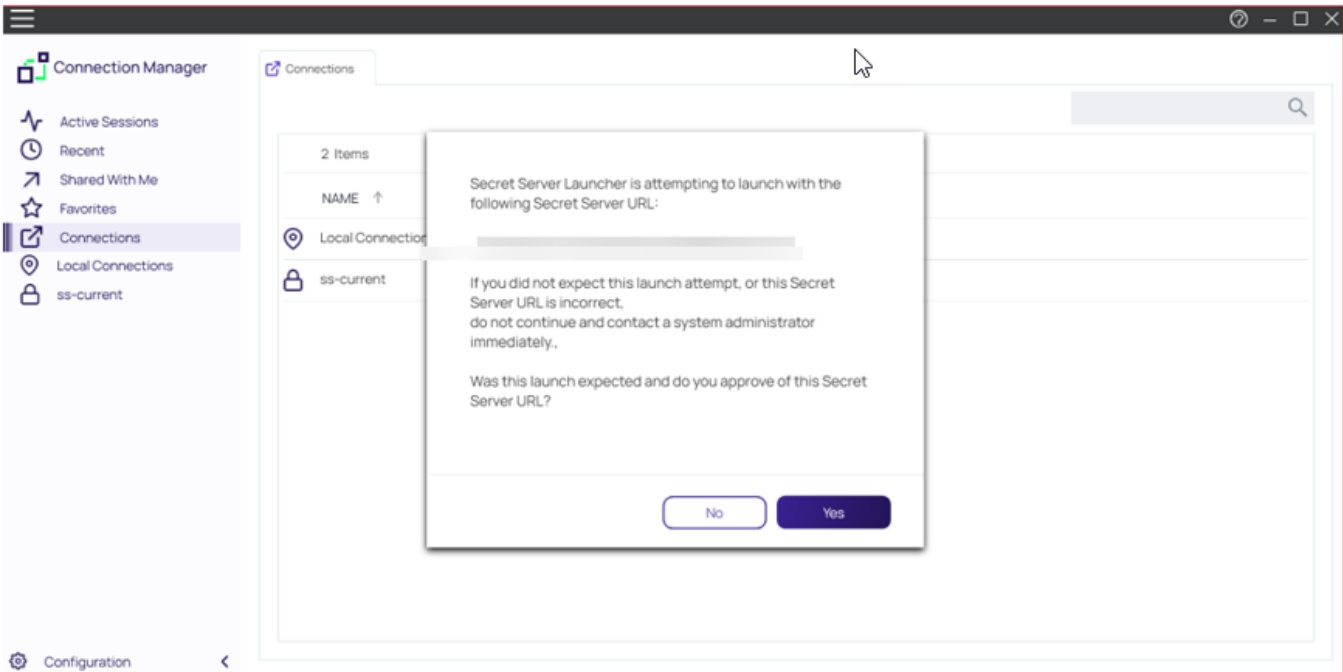 Connection Manager
Connections
Active Sessions
Recent
Shared With Me
Favorites
Connections
Local Connections
ss-current
2 Items
NAME
Local Connection
ss-current
Secret Server Launcher is attempting to launch with the
following Secret Server URL:
If you did not expect this launch attempt, or this Secret
Server URL is incorrect,
do not continue and contact a system administrator
immediately.,
Was this launch expected and do you approve of this Secret
Server URL?
No
Yes
Configuration